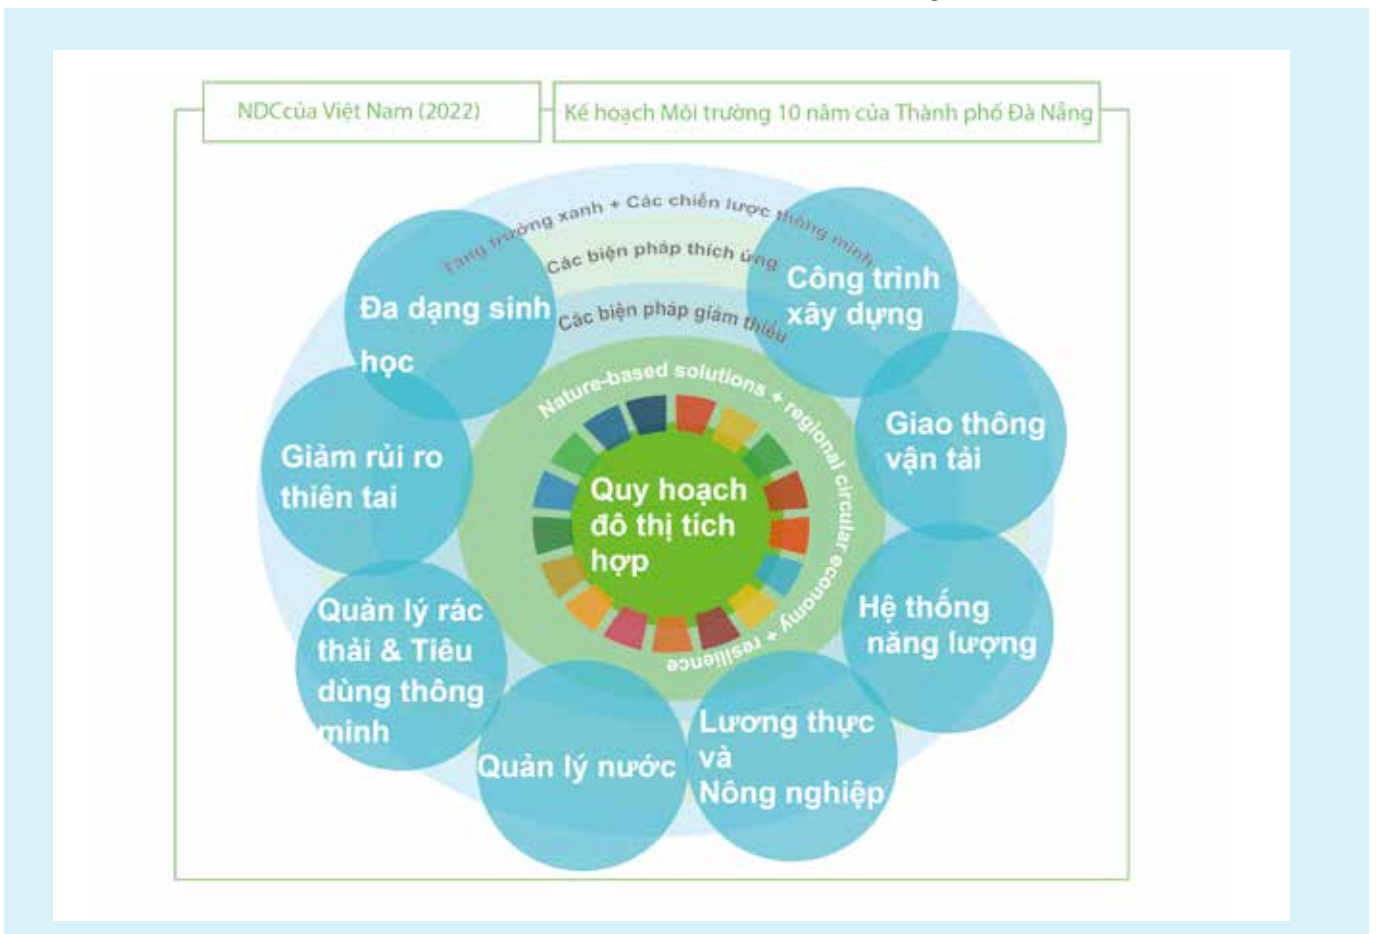 NDCcủa Việt Nam (2022)
Kế hoạch Môi trường 10 năm của Thành phố Đà Nẵng
Tăng trưởng xanh + Các chiến lược thông minh
Các biện pháp thích ứng
Các biện pháp giảm thiểu
Nature-based solutions + regional circular economy + resilience
Quy hoạch
đô thị tích
hợp
Công trình
xây dựng
Giao thông
vận tải
Hệ thống
năng lượng
Lương thực
và
Nông nghiệp
Quản lý nước
Quản lý rác
thải & Tiêu
dùng thông
minh
Giảm rủi ro
thiên tai
Đa dạng sinh
học